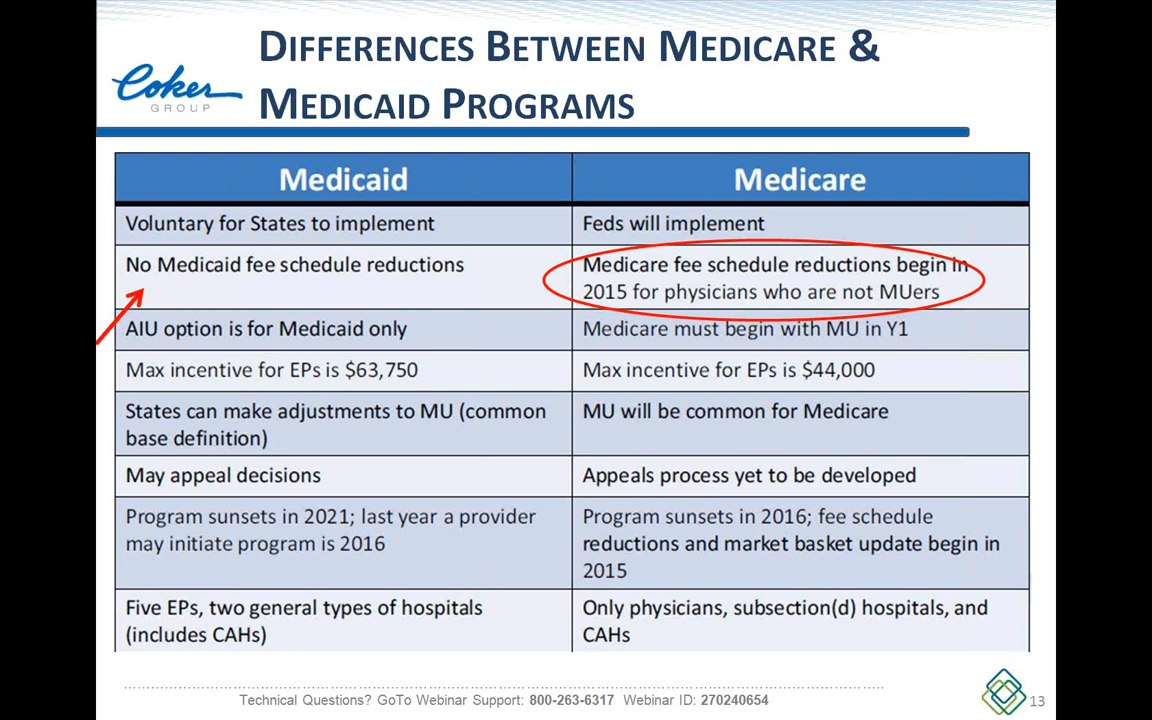 DIFFERENCES BETWEEN MEDICARE &
MEDICAID PROGRAMS
Coker
GROUP
Medicaid
Medicare
Voluntary for States to implement
Feds will implement
No Medicaid fee schedule reductions
Medicare fee schedule reductions begin in
2015 for physicians who are not MUers
AIU option is for Medicaid only
Medicare must begin with MU in Y1
Max incentive for EPs is $63,750
Max incentive for EPs is $44,000
States can make adjustments to MU (common
base definition)
MU will be common for Medicare
May appeal decisions
Appeals process yet to be developed
Program sunsets in 2021; last year a provider
may initiate program is 2016
Program sunsets in 2016; fee schedule
reductions and market basket update begin in
2015
Five EPs, two general types of hospitals
(includes CAHs)
Only physicians, subsection(d) hospitals, and
CAHs
Technical Questions? GoTo Webinar Support: 800-263-6317 Webinar ID: 270240654
13